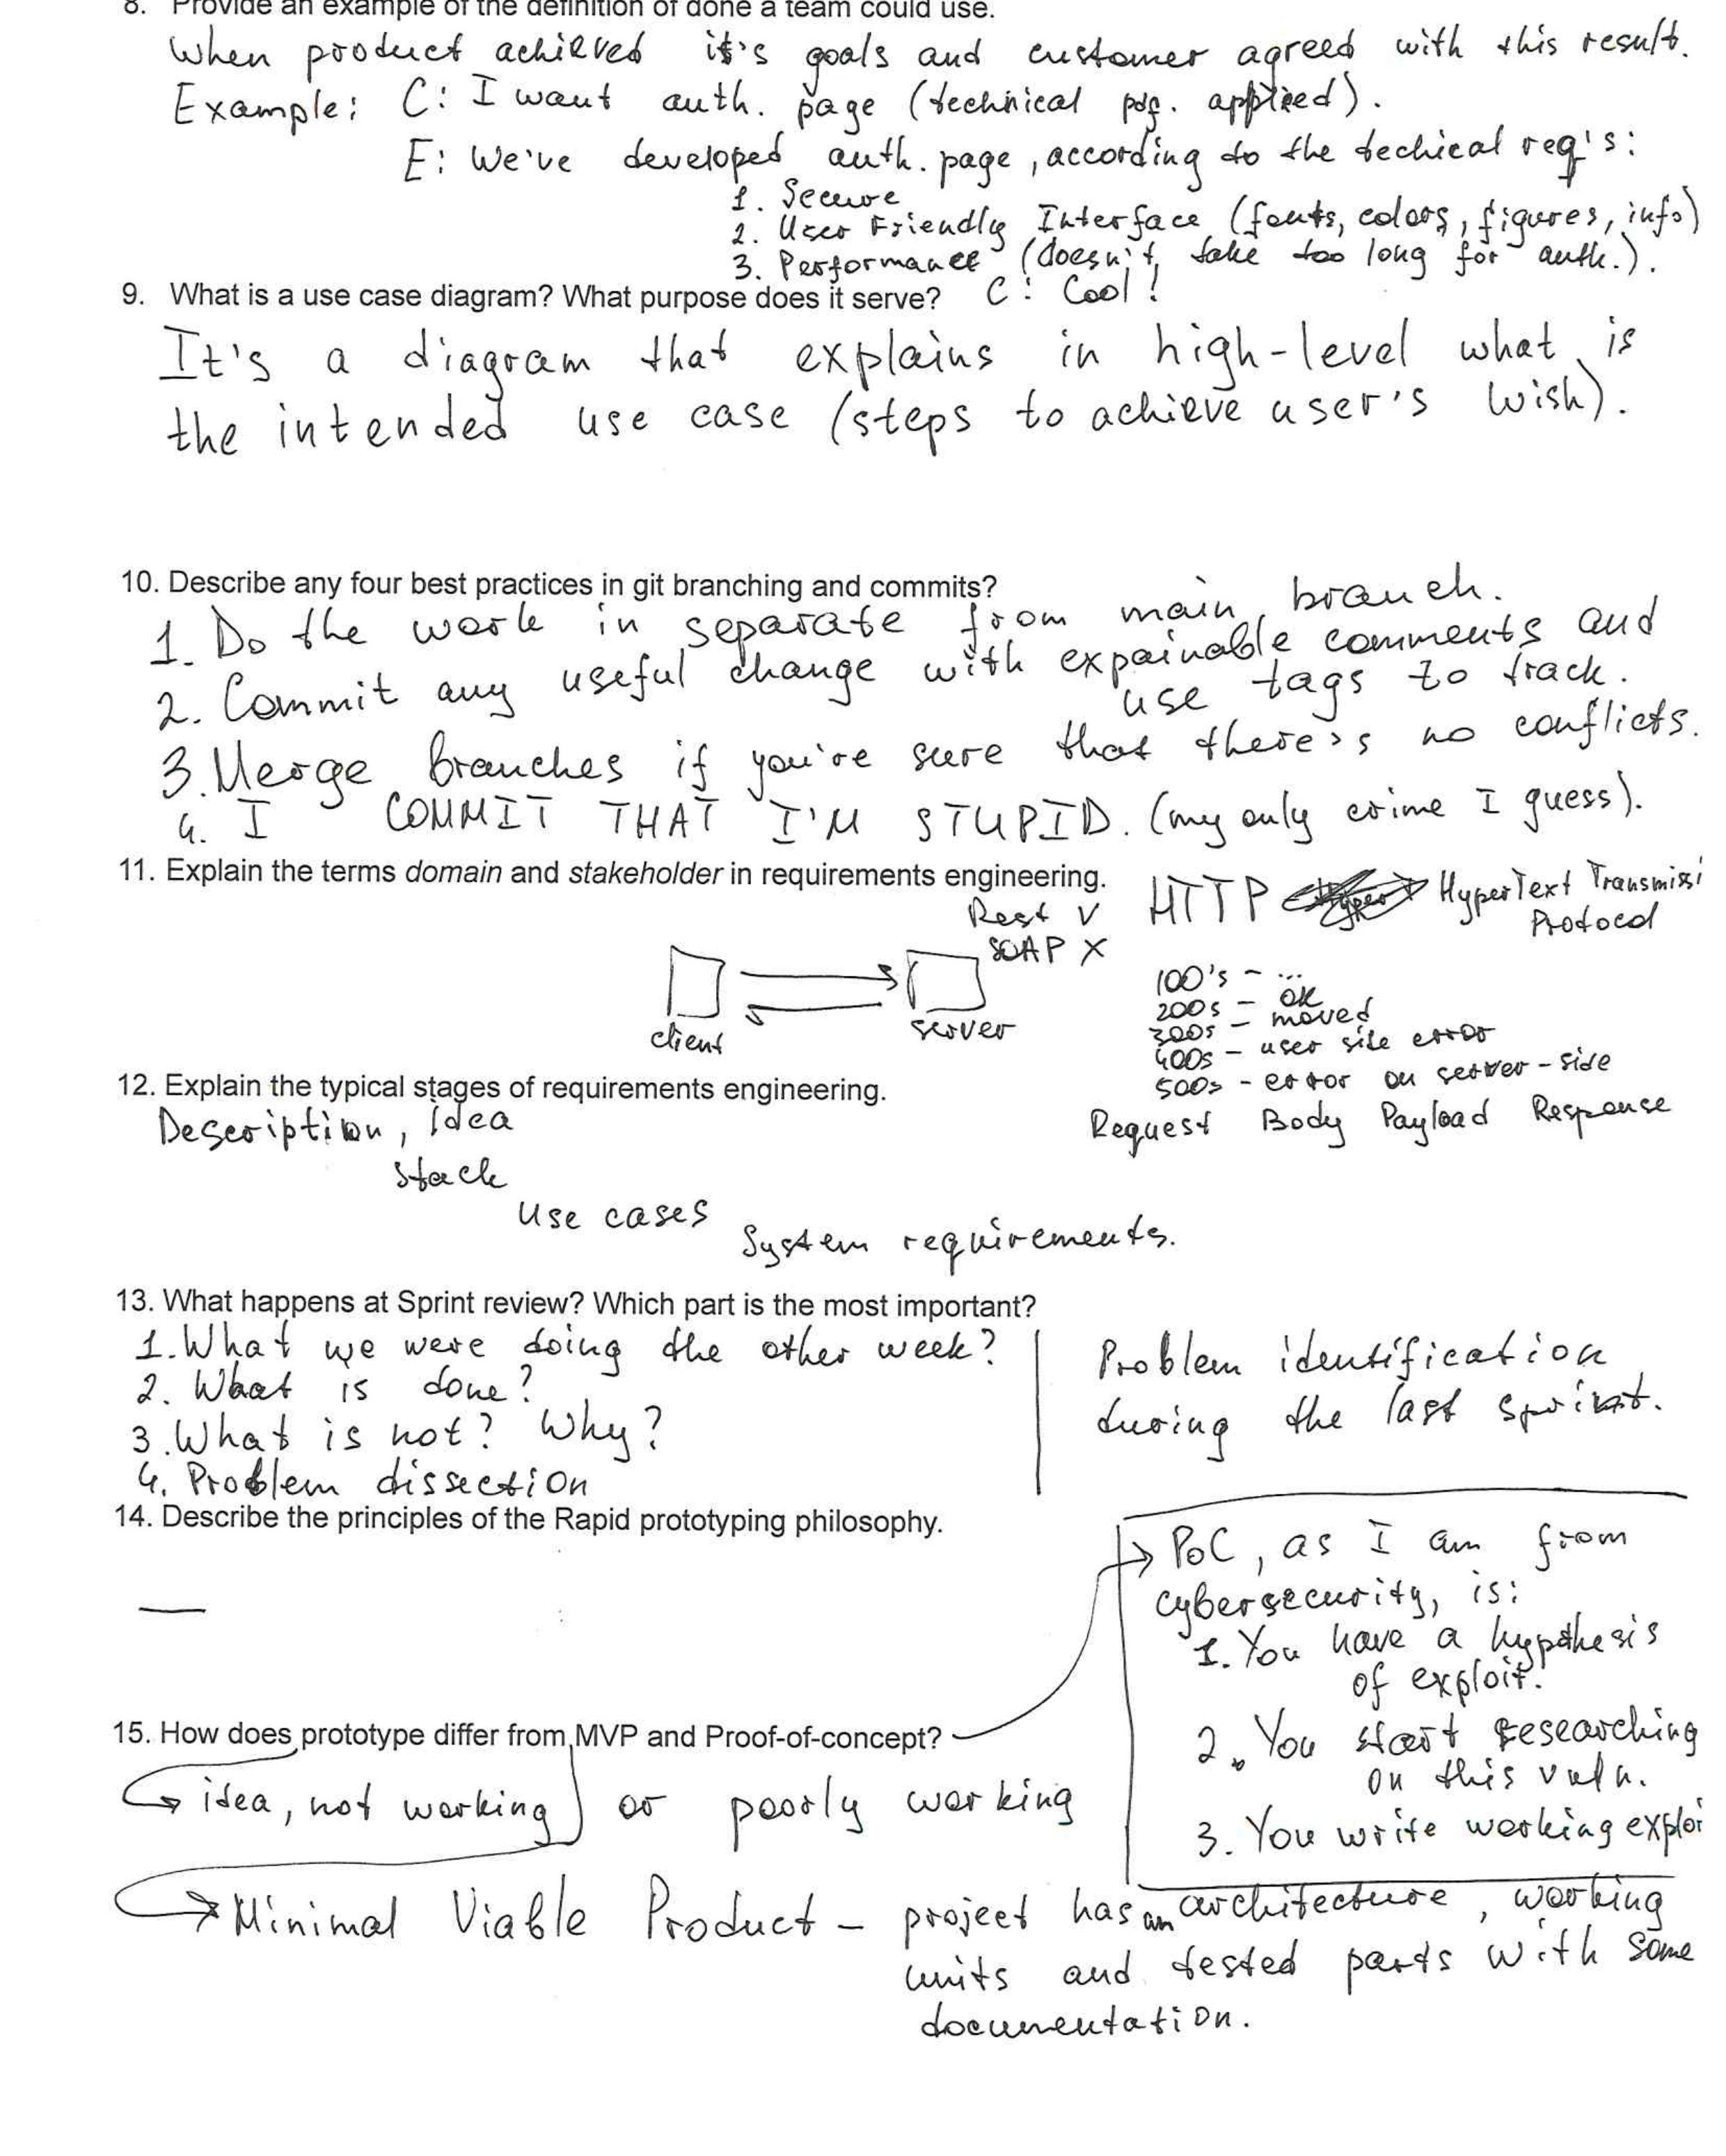 8. Provide an example of the definition of done a team could use.
When product achieved it's goals and customer agreed with this result.
Example: C: I want auth. page (technical pdf. applied).
E: We've developed auth. page, according to the techical req's:
1. Secure
2. User Friendly Interface (fonts, colors, figures, info)
3. Performance (doesn't take too long for auth.).
9. What is a use case diagram? What purpose does it serve? C: Cool!
It's a diagram that explains in high-level what is
the intended use case (steps to achieve user's wish).
10. Describe any four best practices in git branching and commits?
1. Do the work in separate from main branch.
2. Commit any useful change with expainable comments and
use tags to track.
3. Merge branches if you're sure that there's no conflicts.
4. I COMMIT THAT I'M STUPID. (my only crime I guess).
11. Explain the terms domain and stakeholder in requirements engineering.
HTTP HyperText Transmissi
Protocol
Rest V
SOAP X
client
server
100's - ...
200s - ok
300s - moved
400s - user side error
500s - error on server-side
Request Body Payload Response
12. Explain the typical stages of requirements engineering.
Description, idea
stack
Use cases
System requirements.
13. What happens at Sprint review? Which part is the most important?
1. What we were doing the other week?
2. What is done?
3. What is not? Why?
4. Problem dissection
Problem identification
during the last sprint.
14. Describe the principles of the Rapid prototyping philosophy.
—
15. How does prototype differ from MVP and Proof-of-concept?
PoC, as I am from
cybersecurity, is:
1. You have a hypothesis
of exploit.
2. You start researching
on this vuln.
3. You write working exploi
idea, not working or poorly working
Minimal Viable Product - project has an architecture, working
units and tested parts with some
documentation.